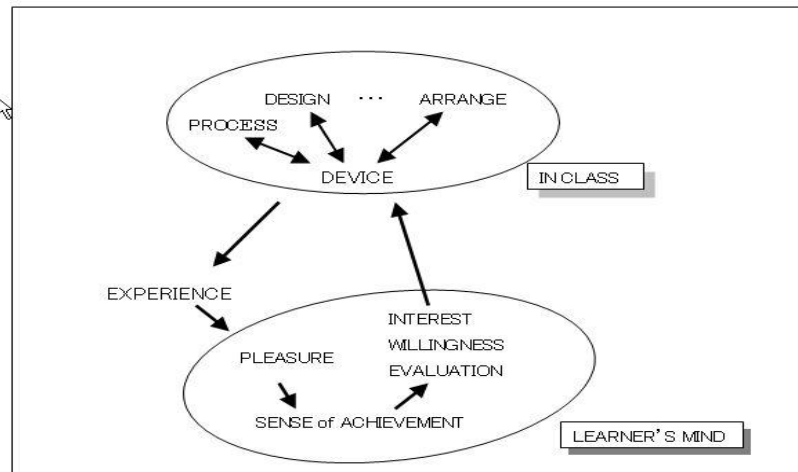 DESIGN ... ARRANGE
PROCESS
DEVICE
IN CLASS
EXPERIENCE
INTEREST
WILLINGNESS
PLEASURE
EVALUATION
SENSE of ACHIEVEMENT
LEARNER'S MIND